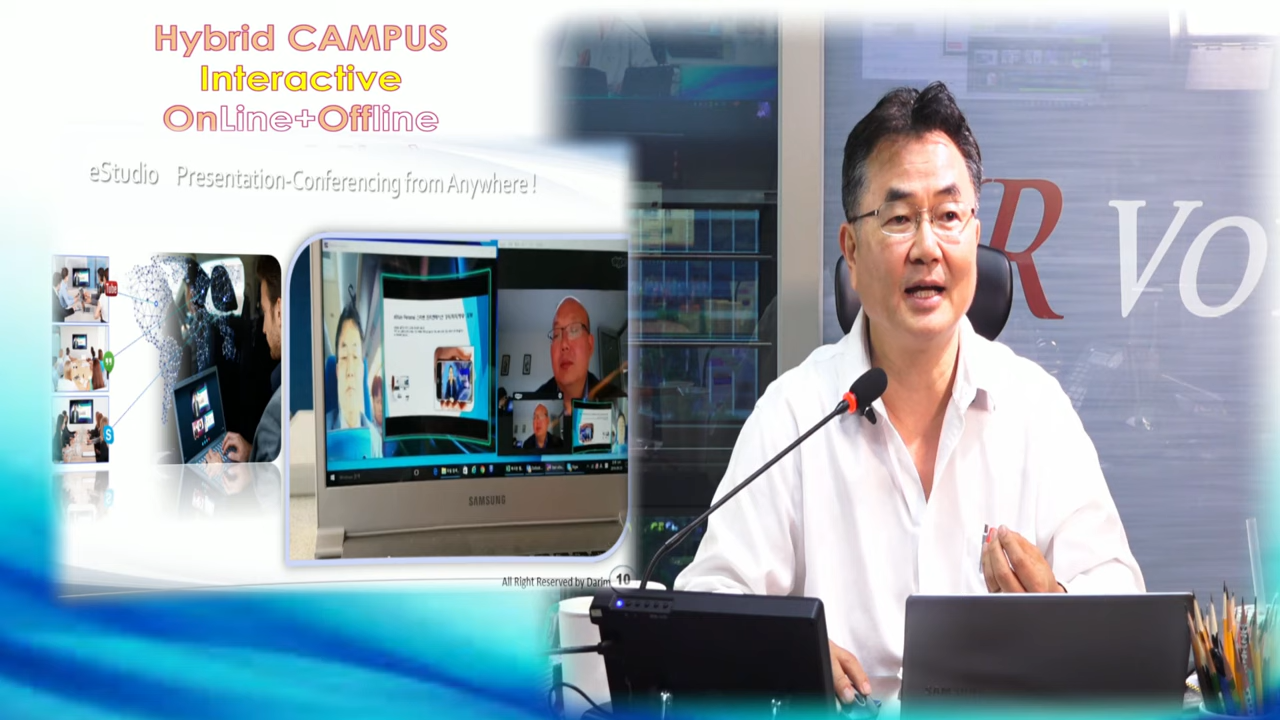 Hybrid CAMPUS
Interactive
OnLine+Offline
eStudio Presentation-Conferencing from Anywhere !
R VO
SAMSUNG
All Right Reserved by Darim 10